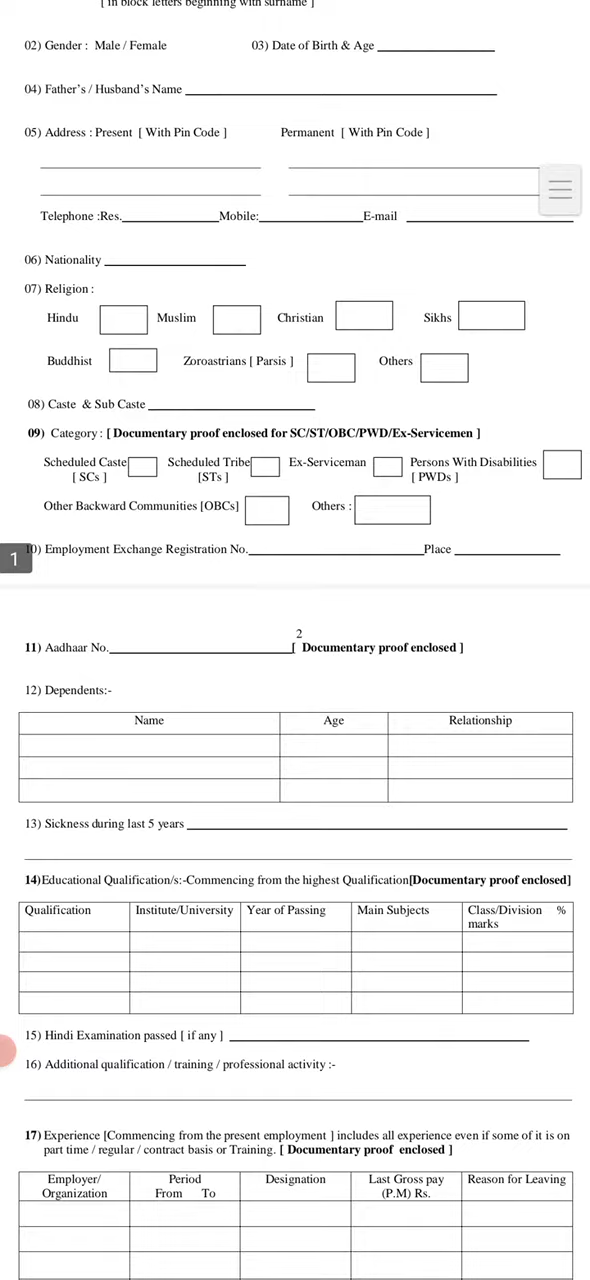 [ in block letters beginning with surname ]
02) Gender : Male / Female 03) Date of Birth & Age
04) Father's / Husband's Name
05) Address : Present [ With Pin Code ] Permanent [ With Pin Code ]
Telephone :Res. Mobile: E-mail
06) Nationality
07) Religion :
Hindu Muslim Christian Sikhs
Buddhist Zoroastrians [ Parsis ] Others
08) Caste & Sub Caste
09) Category : [ Documentary proof enclosed for SC/ST/OBC/PWD/Ex-Servicemen ]
Scheduled Caste Scheduled Tribe Ex-Serviceman Persons With Disabilities
[ SCs ] [STs ] [ PWDs ]
Other Backward Communities [OBCs] Others :
10) Employment Exchange Registration No. Place
1
2
11) Aadhaar No. [ Documentary proof enclosed ]
12) Dependents:-
Name Age Relationship
13) Sickness during last 5 years
14)Educational Qualification/s:-Commencing from the highest Qualification[Documentary proof enclosed]
Qualification Institute/University Year of Passing Main Subjects Class/Division %
marks
15) Hindi Examination passed [ if any ]
16) Additional qualification / training / professional activity :-
17) Experience [Commencing from the present employment ] includes all experience even if some of it is on
part time / regular / contract basis or Training. [ Documentary proof enclosed ]
Employer/ Period Designation Last Gross pay Reason for Leaving
Organization From To (P.M) Rs.